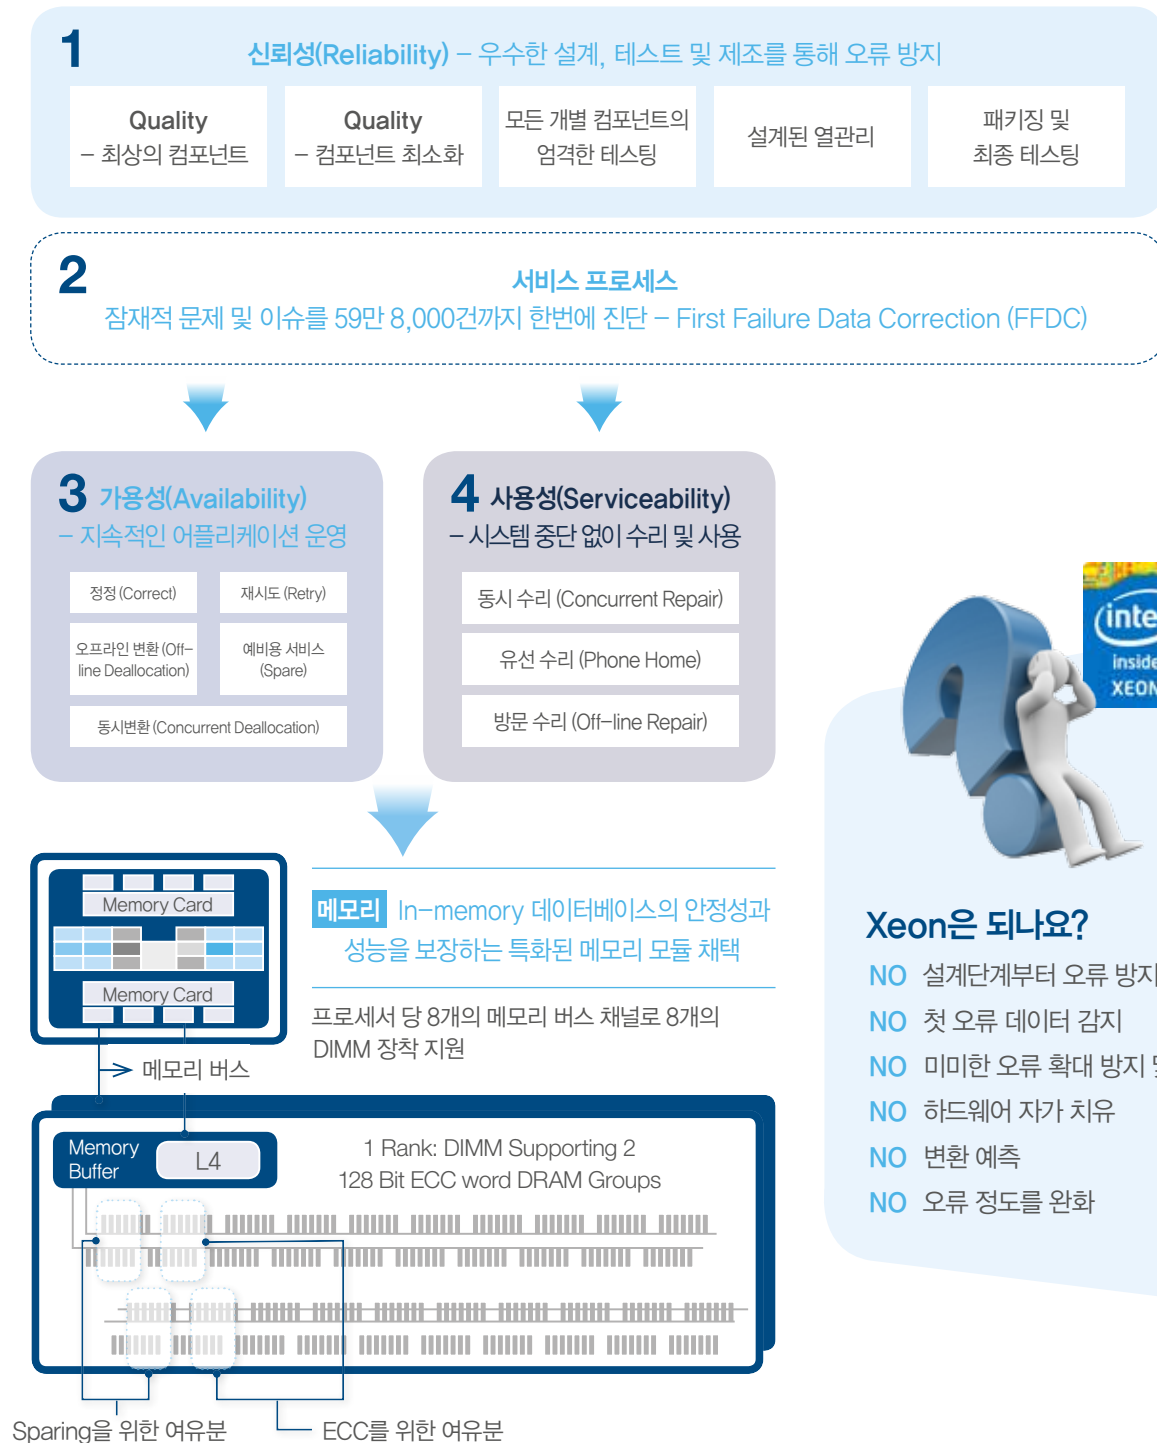 1
신뢰성(Reliability) – 우수한 설계, 테스트 및 제조를 통해 오류 방지
Quality
– 최상의 컴포넌트
Quality
– 컴포넌트 최소화
모든 개별 컴포넌트의
엄격한 테스팅
설계된 열관리
패키징 및
최종 테스팅
2
서비스 프로세스
잠재적 문제 및 이슈를 59만 8,000건까지 한번에 진단 – First Failure Data Correction (FFDC)
3 가용성(Availability)
– 지속적인 어플리케이션 운영
정정 (Correct)
재시도 (Retry)
오프라인 변환 (Off–
line Deallocation)
예비용 서비스
(Spare)
동시변환 (Concurrent Deallocation)
4 사용성(Serviceability)
– 시스템 중단 없이 수리 및 사용
동시 수리 (Concurrent Repair)
유선 수리 (Phone Home)
방문 수리 (Off–line Repair)
inside
XEON
Memory Card
Memory Card
메모리 버스
메모리 In–memory 데이터베이스의 안정성과
성능을 보장하는 특화된 메모리 모듈 채택
프로세서 당 8개의 메모리 버스 채널로 8개의
DIMM 장착 지원
Memory
Buffer
L4
1 Rank: DIMM Supporting 2
128 Bit ECC word DRAM Groups
Sparing을 위한 여유분
ECC를 위한 여유분
Xeon은 되나요?
NO 설계단계부터 오류 방지
NO 첫 오류 데이터 감지
NO 미미한 오류 확대 방지
NO 하드웨어 자가 치유
NO 변환 예측
NO 오류 정도를 완화